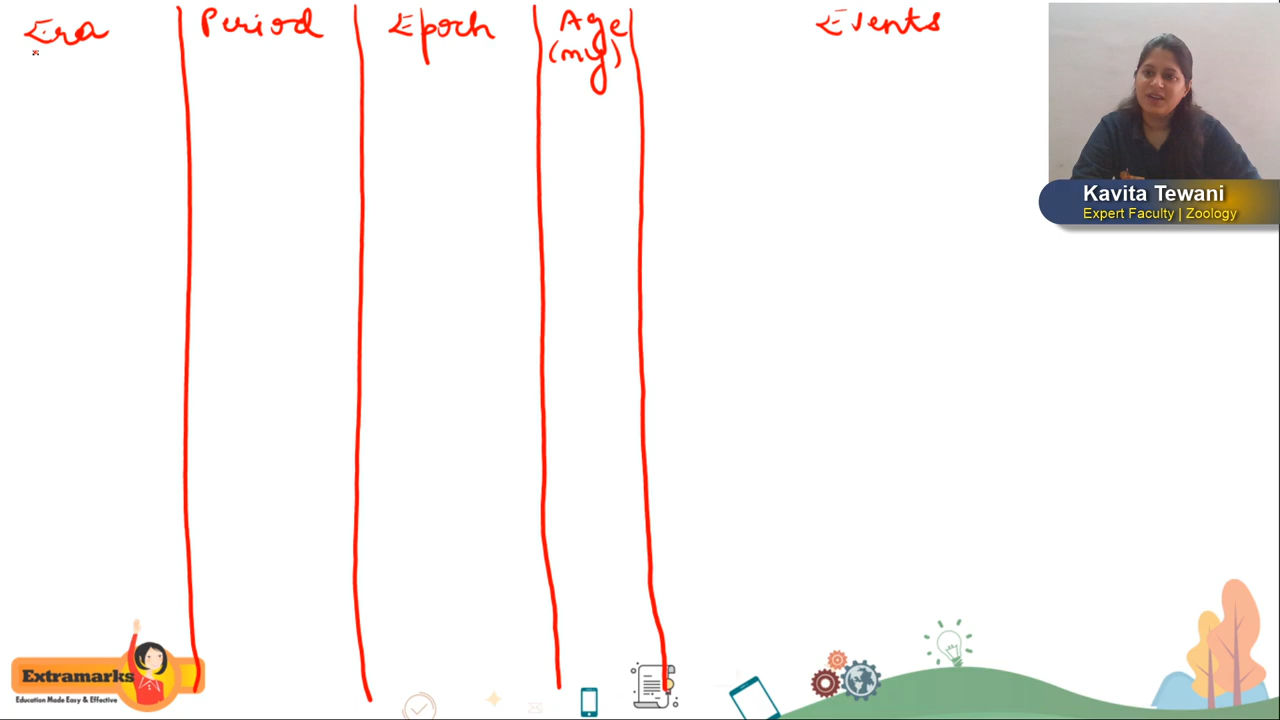 Era Period Epoch Age Events
(my)
Kavita Tewani
Expert Faculty | Zoology
Extramarks
Education Made Easy & Effective